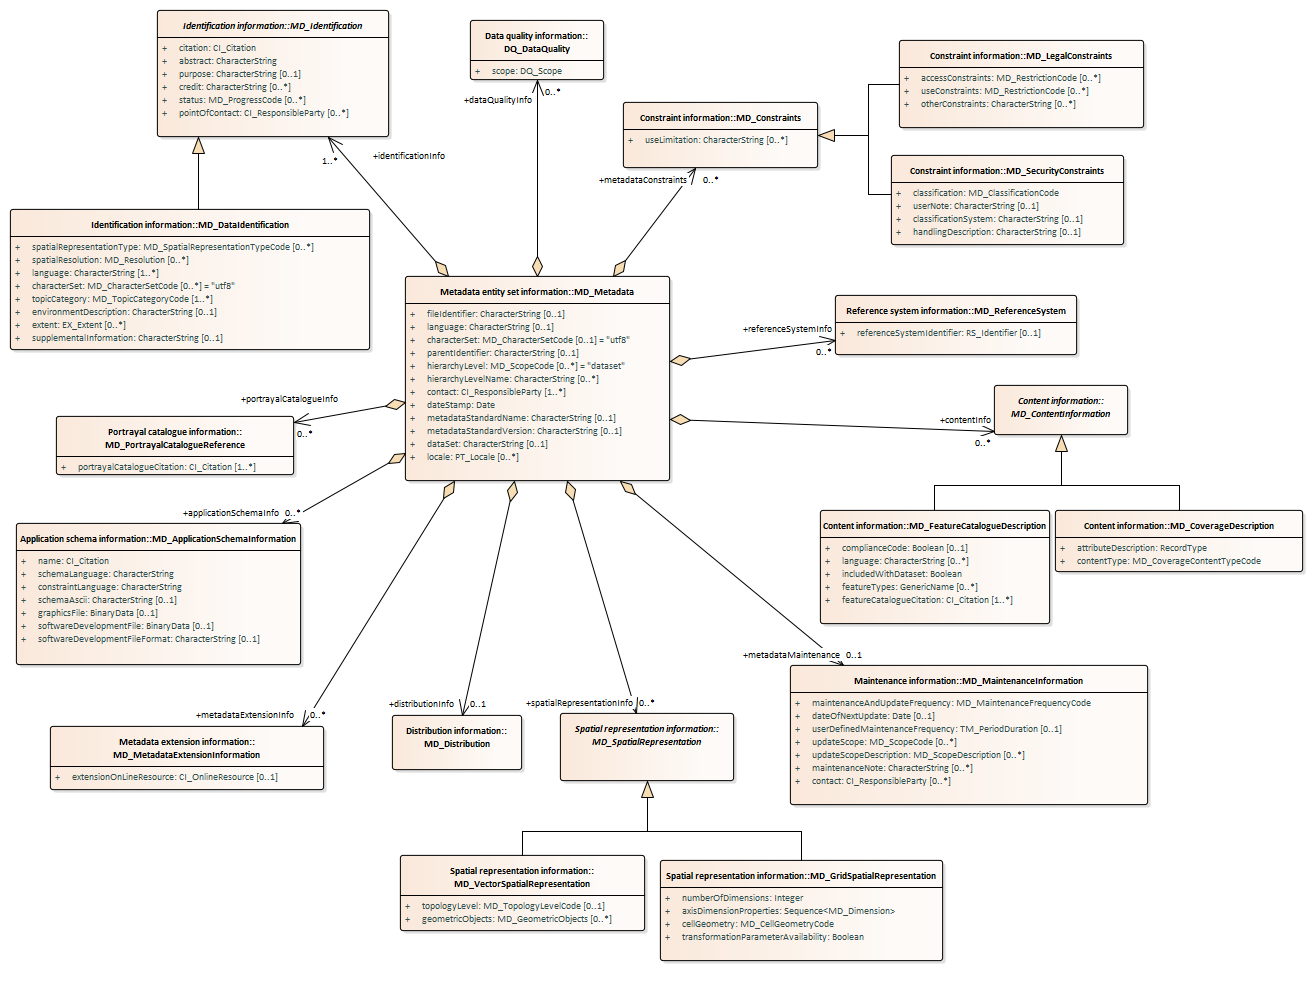 Identification information::MD_Identification
+ citation: CI_Citation
+ abstract: CharacterString
+ purpose: CharacterString [0..1]
+ credit: CharacterString [0..*]
+ status: MD_ProgressCode [0..*]
+ pointOfContact: CI_ResponsibleParty [0..*]
Data quality information::
DQ_DataQuality
+ scope: DQ_Scope
+dataQualityInfo
0..*
Constraint information::MD_LegalConstraints
+ accessConstraints: MD_RestrictionCode [0..*]
+ useConstraints: MD_RestrictionCode [0..*]
+ otherConstraints: CharacterString [0..*]
Constraint information::MD_Constraints
+ useLimitation: CharacterString [0..*]
+metadataConstraints
0..*
Constraint information::MD_SecurityConstraints
+ classification: MD_ClassificationCode
+ userNote: CharacterString [0..1]
+ classificationSystem: CharacterString [0..1]
+ handlingDescription: CharacterString [0..1]
1..*
+identificationInfo
Identification information::MD_DataIdentification
+ spatialRepresentationType: MD_SpatialRepresentationTypeCode [0..*]
+ spatialResolution: MD_Resolution [0..*]
+ language: CharacterString [1..*]
+ characterSet: MD_CharacterSetCode [0..*] = "utf8"
+ topicCategory: MD_TopicCategoryCode [1..*]
+ environmentDescription: CharacterString [0..1]
+ extent: EX_Extent [0..*]
+ supplementalInformation: CharacterString [0..1]
Metadata entity set information::MD_Metadata
+ fileIdentifier: CharacterString [0..1]
+ language: CharacterString [0..1]
+ characterSet: MD_CharacterSetCode [0..1] = "utf8"
+ parentIdentifier: CharacterString [0..1]
+ hierarchyLevel: MD_ScopeCode [0..*] = "dataset"
+ hierarchyLevelName: CharacterString [0..*]
+ contact: CI_ResponsibleParty [1..*]
+ dateStamp: Date
+ metadataStandardName: CharacterString [0..1]
+ metadataStandardVersion: CharacterString [0..1]
+ dataSet: CharacterString [0..1]
+ locale: PT_Locale [0..*]
+referenceSystemInfo
0..*
Reference system information::MD_ReferenceSystem
+ referenceSystemIdentifier: RS_Identifier [0..1]
+portrayalCatalogueInfo
0..*
Portrayal catalogue information::
MD_PortrayalCatalogueReference
+ portrayalCatalogueCitation: CI_Citation [1..*]
+contentInfo
0..*
Content information::
MD_ContentInformation
+applicationSchemaInfo
0..*
Application schema information::MD_ApplicationSchemaInformation
+ name: CI_Citation
+ schemaLanguage: CharacterString
+ constraintLanguage: CharacterString
+ schemaAscii: CharacterString [0..1]
+ graphicsFile: BinaryData [0..1]
+ softwareDevelopmentFile: BinaryData [0..1]
+ softwareDevelopmentFileFormat: CharacterString [0..1]
Content information::MD_FeatureCatalogueDescription
+ complianceCode: Boolean [0..1]
+ language: CharacterString [0..*]
+ includedWithDataset: Boolean
+ featureTypes: GenericName [0..*]
+ featureCatalogueCitation: CI_Citation [1..*]
Content information::MD_CoverageDescription
+ attributeDescription: RecordType
+ contentType: MD_CoverageContentTypeCode
+metadataMaintenance
0..1
Maintenance information::MD_MaintenanceInformation
+ maintenanceAndUpdateFrequency: MD_MaintenanceFrequencyCode
+ dateOfNextUpdate: Date [0..1]
+ userDefinedMaintenanceFrequency: TM_PeriodDuration [0..1]
+ updateScope: MD_ScopeCode [0..*]
+ updateScopeDescription: MD_ScopeDescription [0..*]
+ maintenanceNote: CharacterString [0..*]
+ contact: CI_ResponsibleParty [0..*]
+metadataExtensionInfo
0..*
Metadata extension information::
MD_MetadataExtensionInformation
+ extensionOnLineResource: CI_OnlineResource [0..1]
+distributionInfo
0..1
Distribution information::
MD_Distribution
+spatialRepresentationInfo
0..*
Spatial representation information::
MD_SpatialRepresentation
Spatial representation information::
MD_VectorSpatialRepresentation
+ topologyLevel: MD_TopologyLevelCode [0..1]
+ geometricObjects: MD_GeometricObjects [0..*]
Spatial representation information::MD_GridSpatialRepresentation
+ numberOfDimensions: Integer
+ axisDimensionProperties: Sequence<MD_Dimension>
+ cellGeometry: MD_CellGeometryCode
+ transformationParameterAvailability: Boolean